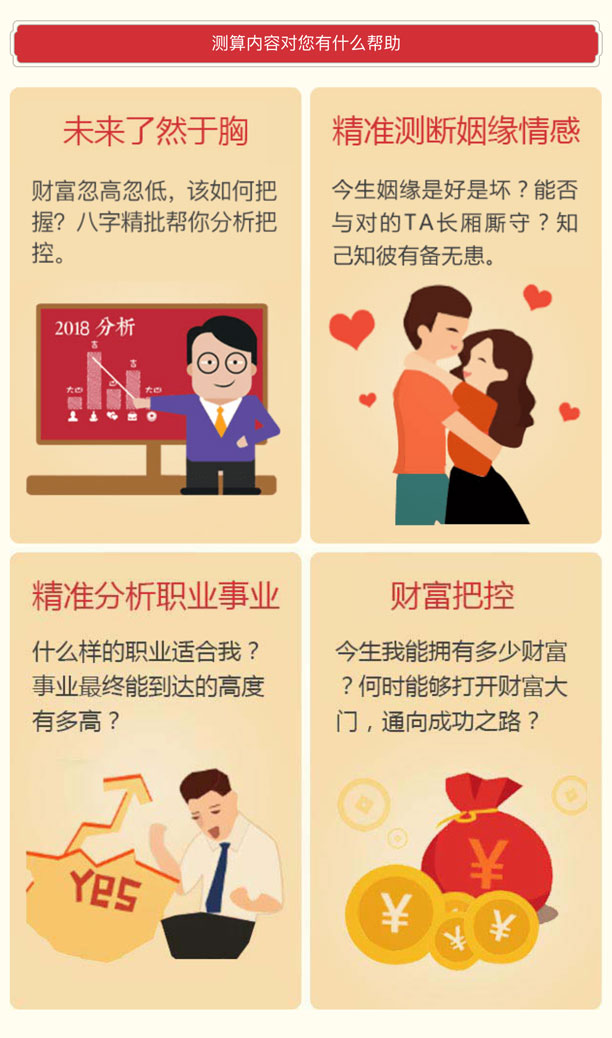 测算内容对您有什么帮助
未来了然于胸
财富忽高忽低，该如何把
握？八字精批帮你分析把
控。
2018 分析
吉
吉
大凶
凶
大凶
精准测断姻缘情感
今生姻缘是好是坏？能否
与对的TA长厢厮守？知
己知彼有备无患。
精准分析职业事业
什么样的职业适合我？
事业最终能到达的高度
有多高？
YES
财富把控
今生我能拥有多少财富
？何时能够打开财富大
门，通向成功之路？
¥
¥
¥
¥